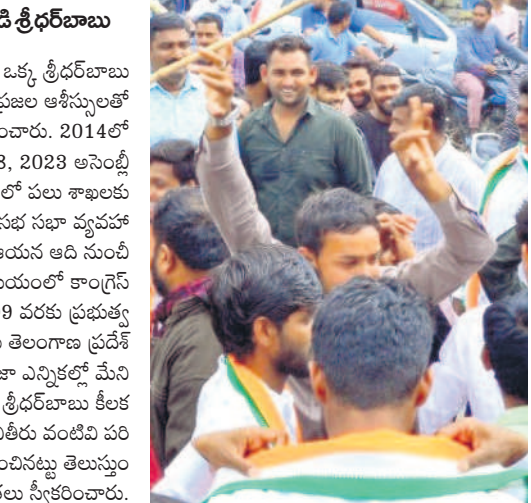 డి శ్రీధర్‌బాబు
ఒక్క శ్రీధర్‌బాబు
ప్రజల ఆశీస్సులతో
ంచారు. 2014లో
8, 2023 అసెంబ్లీ
లో పలు శాఖలకు
సభ సభా వ్యవహా
ఆయన ఆది నుంచీ
మయంలో కాంగ్రెస్
9 వరకు ప్రభుత్వ
తెలంగాణ ప్రదేశ్
జా ఎన్నికల్లో మేని
శ్రీధర్‌బాబు కీలక
తీరు వంటివి పరి
ంచినట్టు తెలుస్తుం
లు స్వీకరించారు.